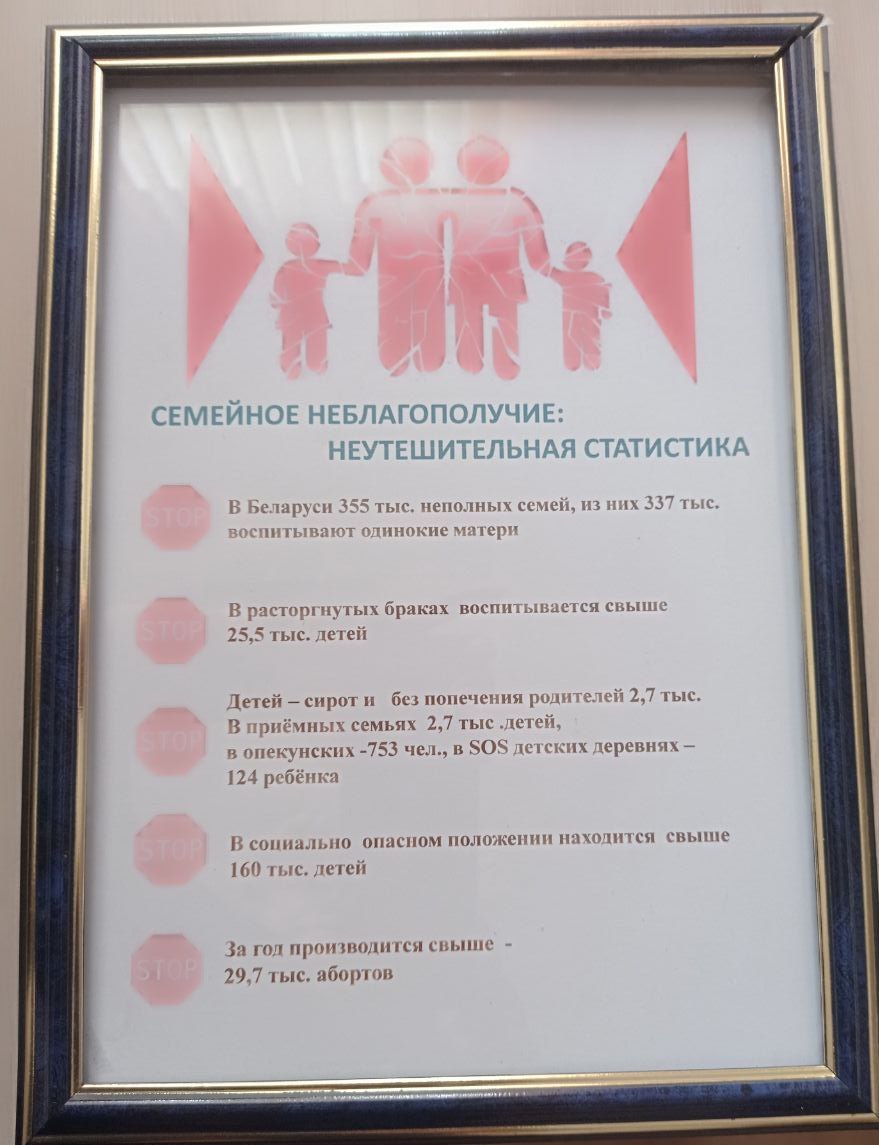 СЕМЕЙНОЕ НЕБЛАГОПОЛУЧИЕ:
НЕУТЕШИТЕЛЬНАЯ СТАТИСТИКА
STOP
В Беларуси 355 тыс. неполных семей, из них 337 тыс.
воспитывают одинокие матери
STOP
В расторгнутых браках воспитывается свыше
25,5 тыс. детей
STOP
Детей – сирот и без попечения родителей 2,7 тыс.
В приёмных семьях 2,7 тыс .детей,
в опекунских -753 чел., в SOS детских деревнях –
124 ребёнка
STOP
В социально опасном положении находится свыше
160 тыс. детей
STOP
За год производится свыше -
29,7 тыс. абортов